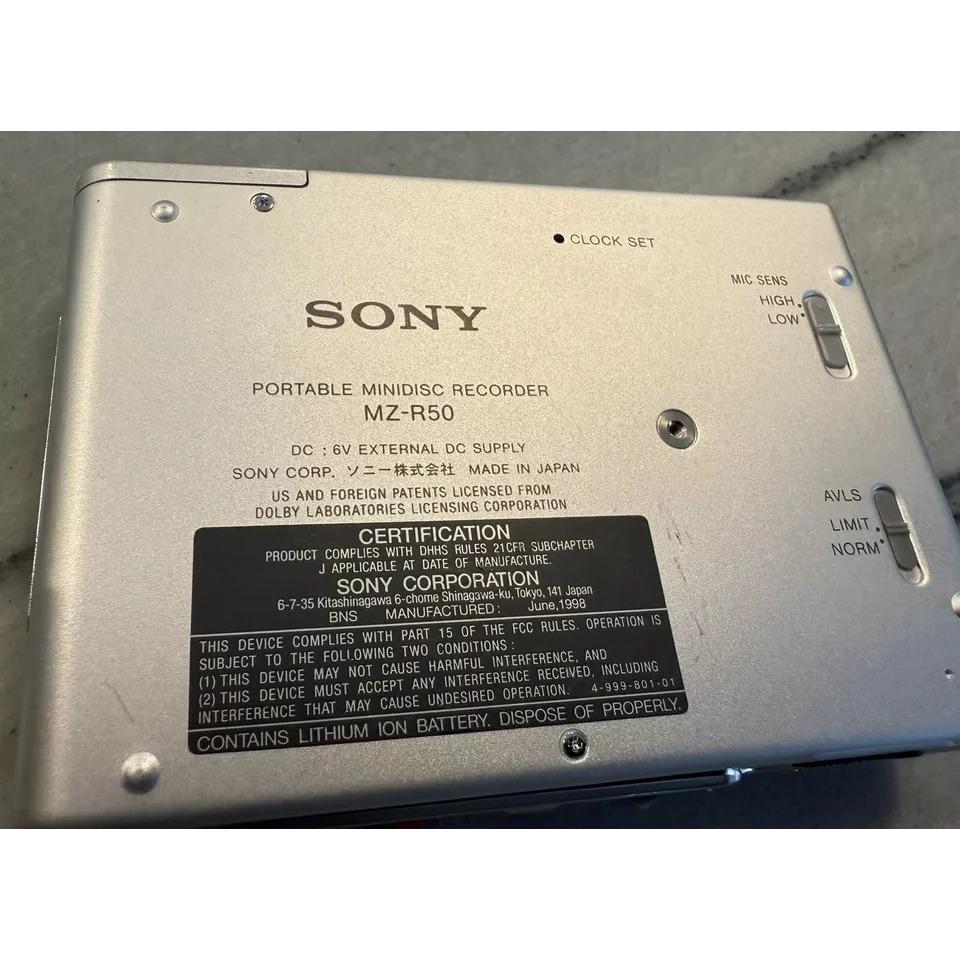 CLOCK SET
MIC SENS
HIGH
LOW
SONY
PORTABLE MINIDISC RECORDER
MZ-R50
DC : 6V EXTERNAL DC SUPPLY
SONY CORP. ソニー株式会社 MADE IN JAPAN
US AND FOREIGN PATENTS LICENSED FROM
DOLBY LABORATORIES LICENSING CORPORATION
AVLS
LIMIT
NORM
CERTIFICATION
PRODUCT COMPLIES WITH DHHS RULES 21CFR SUBCHAPTER
J APPLICABLE AT DATE OF MANUFACTURE.
SONY CORPORATION
6-7-35 Kitashinagawa 6-chome Shinagawa-ku, Tokyo, 141 Japan
BNS MANUFACTURED: June,1998
THIS DEVICE COMPLIES WITH PART 15 OF THE FCC RULES. OPERATION IS
SUBJECT TO THE FOLLOWING TWO CONDITIONS :
(1) THIS DEVICE MAY NOT CAUSE HARMFUL INTERFERENCE, AND
(2) THIS DEVICE MUST ACCEPT ANY INTERFERENCE RECEIVED, INCLUDING
INTERFERENCE THAT MAY CAUSE UNDESIRED OPERATION. 4-999-801-01
CONTAINS LITHIUM ION BATTERY. DISPOSE OF PROPERLY.